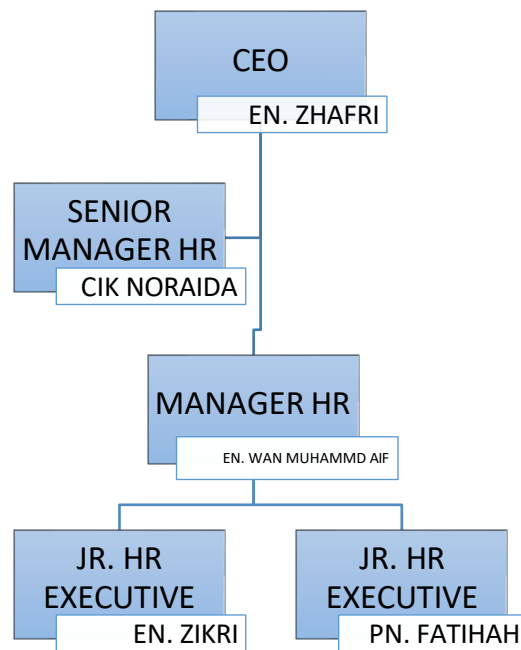 CEO
EN. ZHAFRI
SENIOR
MANAGER HR
CIK NORAIDA
MANAGER HR
EN. WAN MUHAMMD AIF
JR. HR
EXECUTIVE
EN. ZIKRI
JR. HR
EXECUTIVE
PN. FATIHAH